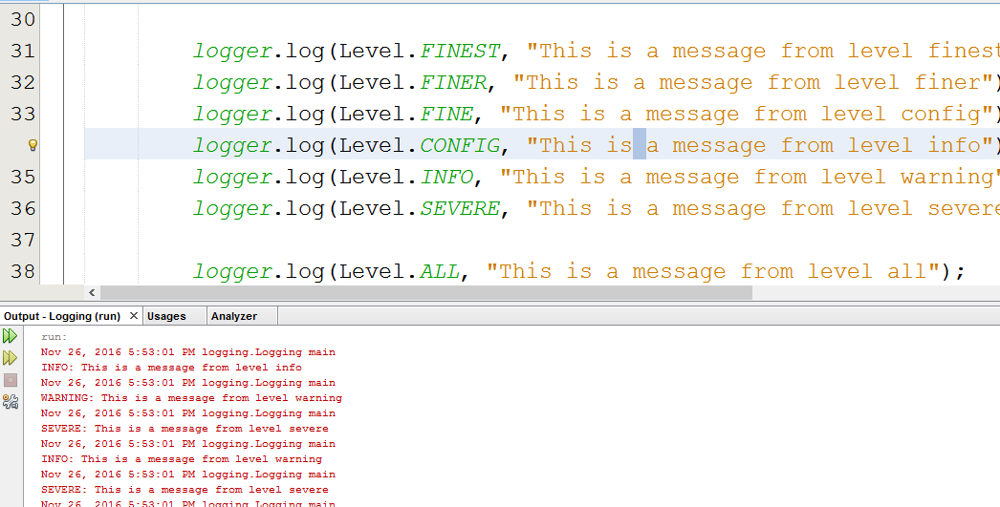 30
31 logger.log(Level.FINEST, "This is a message from level finest
32 logger.log(Level.FINER, "This is a message from level finer")
33 logger.log(Level.FINE, "This is a message from level config")
logger.log(Level.CONFIG, "This is a message from level info")
35 logger.log(Level.INFO, "This is a message from level warning"
36 logger.log(Level.SEVERE, "This is a message from level severe
37
38 logger.log(Level.ALL, "This is a message from level all");
Output - Logging (run) × Usages Analyzer
run:
Nov 26, 2016 5:53:01 PM logging.Logging main
INFO: This is a message from level info
Nov 26, 2016 5:53:01 PM logging.Logging main
WARNING: This is a message from level warning
Nov 26, 2016 5:53:01 PM logging.Logging main
SEVERE: This is a message from level severe
Nov 26, 2016 5:53:01 PM logging.Logging main
INFO: This is a message from level warning
Nov 26, 2016 5:53:01 PM logging.Logging main
SEVERE: This is a message from level severe
Nov 26, 2016 5:53:01 PM logging.Logging main